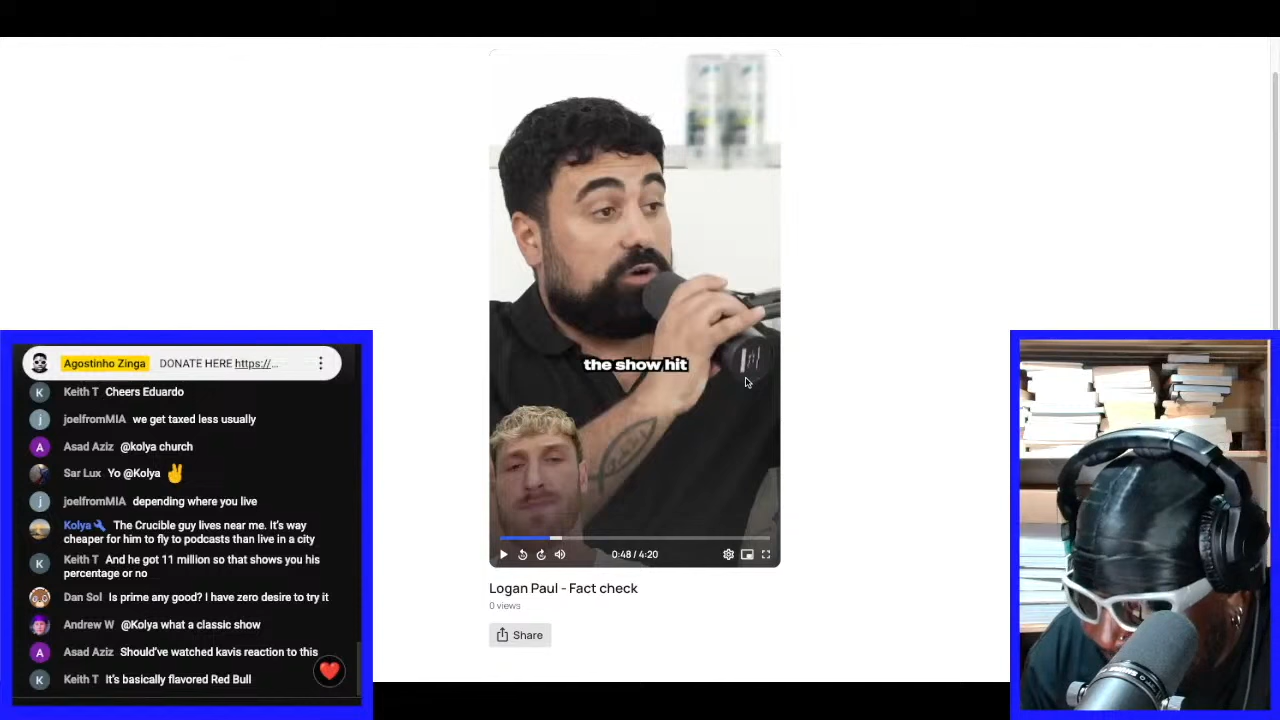 the show hit
0:48 / 4:20
Logan Paul - Fact check
0 views
Share
Agostinho Zinga DONATE HERE https://...
K Keith T Cheers Eduardo
j joelfromMIA we get taxed less usually
A Asad Aziz @kolya church
Sar Lux Yo @Kolya ✌️
j joelfromMIA depending where you live
Kolya The Crucible guy lives near me. It's way
cheaper for him to fly to podcasts than live in a city
K Keith T And he got 11 million so that shows you his
percentage or no
Dan Sol Is prime any good? I have zero desire to try it
Andrew W @Kolya what a classic show
A Asad Aziz Should've watched kavis reaction to this
K Keith T It's basically flavored Red Bull